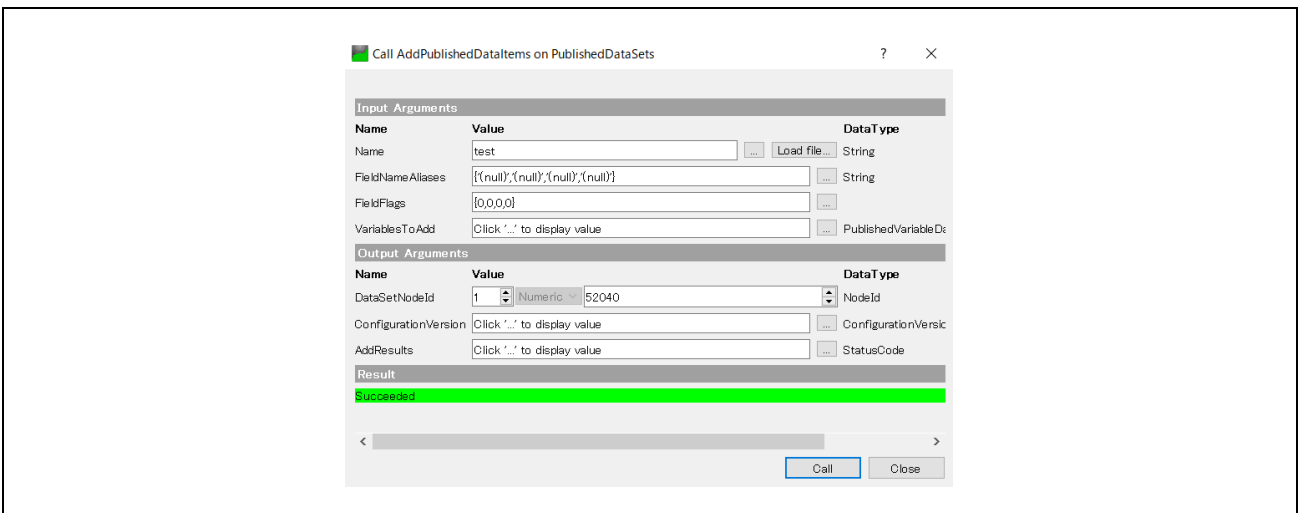 Call AddPublishedDataItems on PublishedDataSets ? ×
Input Arguments
Name Value DataType
Name test ... Load file... String
FieldNameAliases {'(null)','(null)','(null)','(null)'} ... String
FieldFlags {0,0,0,0} ...
VariablesToAdd Click '...' to display value ... PublishedVariableDa
Output Arguments
Name Value DataType
DataSetNodeId 1 Numeric 52040 NodeId
ConfigurationVersion Click '...' to display value ... ConfigurationVersic
AddResults Click '...' to display value ... StatusCode
Result
Succeeded
Call Close